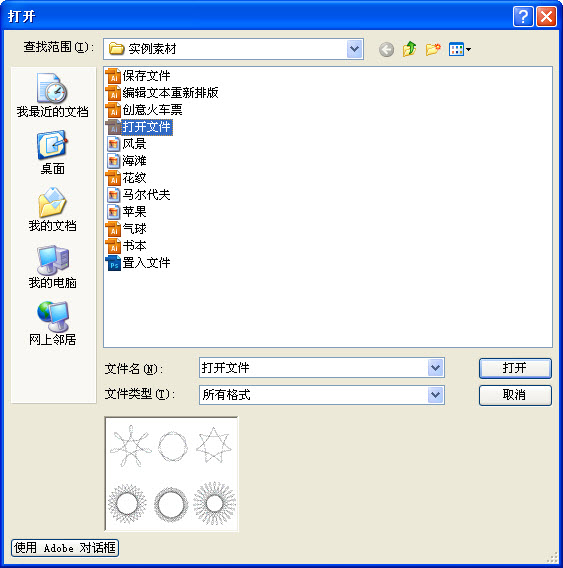 打开
查找范围(I):
实例素材
我最近的文档
桌面
我的文档
我的电脑
网上邻居
保存文件
编辑文本重新排版
创意火车票
打开文件
风景
海滩
花纹
马尔代夫
苹果
气球
书本
置入文件
文件名(N):
打开文件
打开
文件类型(T):
所有格式
取消
使用 Adobe 对话框